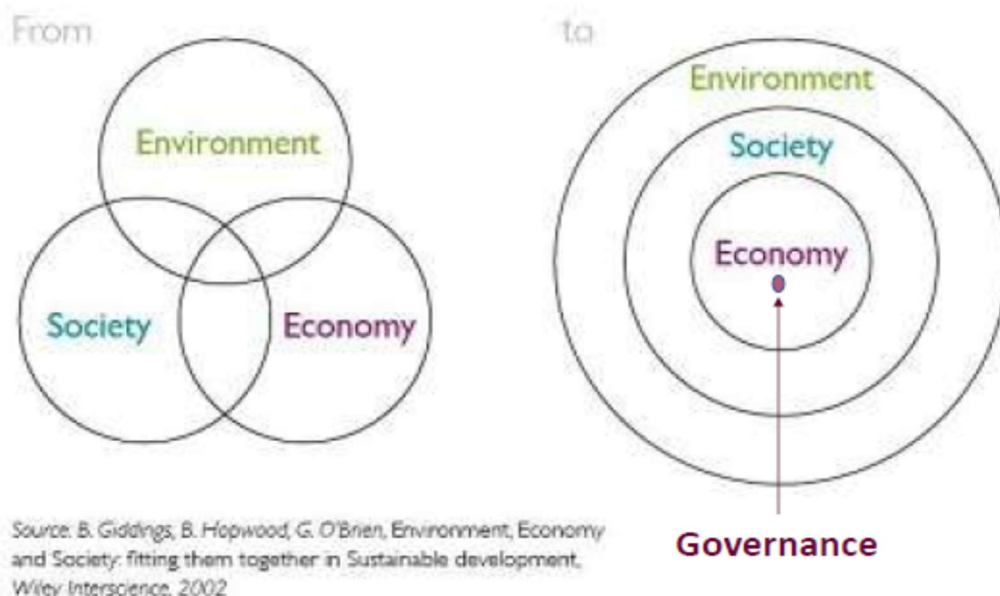 From
to
Environment
Society
Economy
Environment
Society
Economy
Governance
Source: B. Giddings, B. Hopwood, G. O'Brien, Environment, Economy
and Society: fitting them together in Sustainable development,
Wiley Interscience, 2002